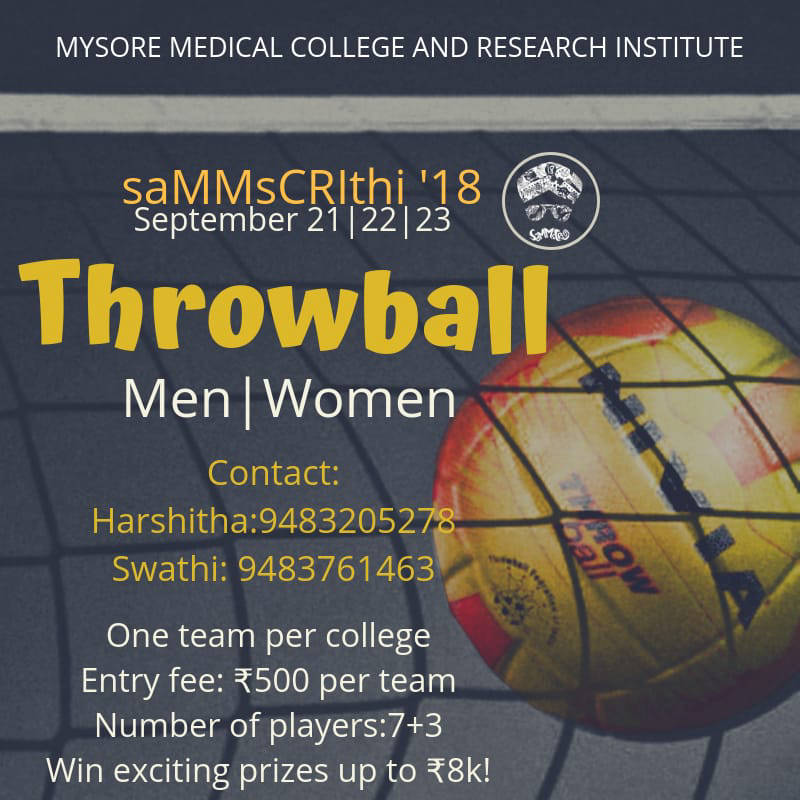 MYSORE MEDICAL COLLEGE AND RESEARCH INSTITUTE
saMMsCRIthi '18
September 21|22|23
Throwball
Men|Women
Contact:
Harshitha:9483205278
Swathi: 9483761463
One team per college
Entry fee: ₹500 per team
Number of players:7+3
Win exciting prizes up to ₹8k!
THROW
ball